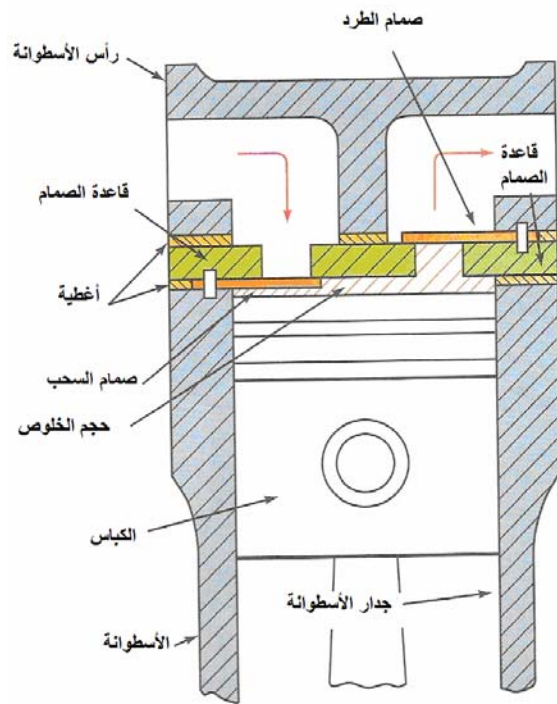 صمام الطرد
رأس الأسطوانة
قاعدة
الصمام
قاعدة الصمام
أغطية
صمام السحب
حجم الخلوص
الكباس
جدار الأسطوانة
الأسطوانة